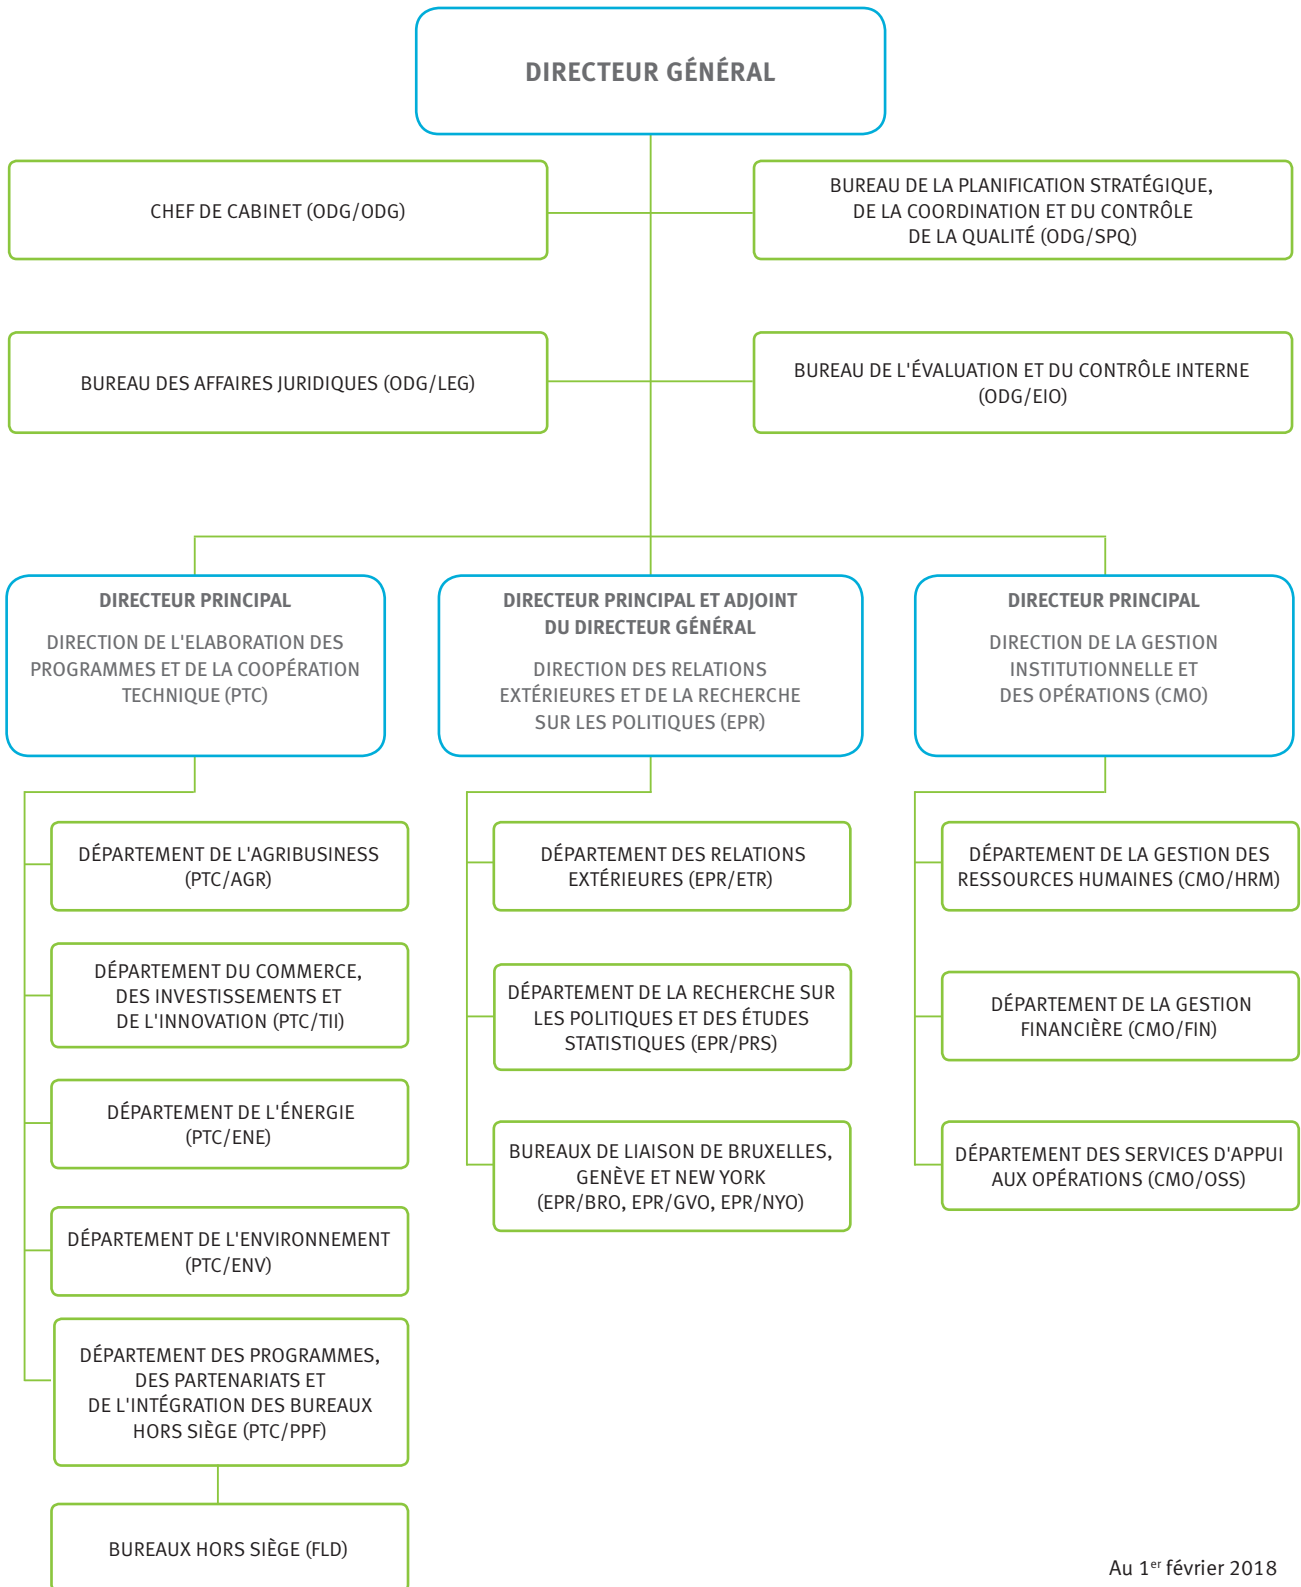 DIRECTEUR GÉNÉRAL
CHEF DE CABINET (ODG/ODG)
BUREAU DE LA PLANIFICATION STRATÉGIQUE,
DE LA COORDINATION ET DU CONTRÔLE
DE LA QUALITÉ (ODG/SPQ)
BUREAU DES AFFAIRES JURIDIQUES (ODG/LEG)
BUREAU DE L'ÉVALUATION ET DU CONTRÔLE INTERNE
(ODG/EIO)
DIRECTEUR PRINCIPAL
DIRECTION DE L'ELABORATION DES
PROGRAMMES ET DE LA COOPÉRATION
TECHNIQUE (PTC)
DIRECTEUR PRINCIPAL ET ADJOINT
DU DIRECTEUR GÉNÉRAL
DIRECTION DES RELATIONS
EXTÉRIEURES ET DE LA RECHERCHE
SUR LES POLITIQUES (EPR)
DIRECTEUR PRINCIPAL
DIRECTION DE LA GESTION
INSTITUTIONNELLE ET
DES OPÉRATIONS (CMO)
DÉPARTEMENT DE L'AGRIBUSINESS
(PTC/AGR)
DÉPARTEMENT DU COMMERCE,
DES INVESTISSEMENTS ET
DE L'INNOVATION (PTC/TII)
DÉPARTEMENT DE L'ÉNERGIE
(PTC/ENE)
DÉPARTEMENT DE L'ENVIRONNEMENT
(PTC/ENV)
DÉPARTEMENT DES PROGRAMMES,
DES PARTENARIATS ET
DE L'INTÉGRATION DES BUREAUX
HORS SIÈGE (PTC/PPF)
BUREAUX HORS SIÈGE (FLD)
DÉPARTEMENT DES RELATIONS
EXTÉRIEURES (EPR/ETR)
DÉPARTEMENT DE LA RECHERCHE SUR
LES POLITIQUES ET DES ÉTUDES
STATISTIQUES (EPR/PRS)
BUREAUX DE LIAISON DE BRUXELLES,
GENÈVE ET NEW YORK
(EPR/BRO, EPR/GVO, EPR/NYO)
DÉPARTEMENT DE LA GESTION DES
RESSOURCES HUMAINES (CMO/HRM)
DÉPARTEMENT DE LA GESTION
FINANCIÈRE (CMO/FIN)
DÉPARTEMENT DES SERVICES D'APPUI
AUX OPÉRATIONS (CMO/OSS)
Au 1er février 2018